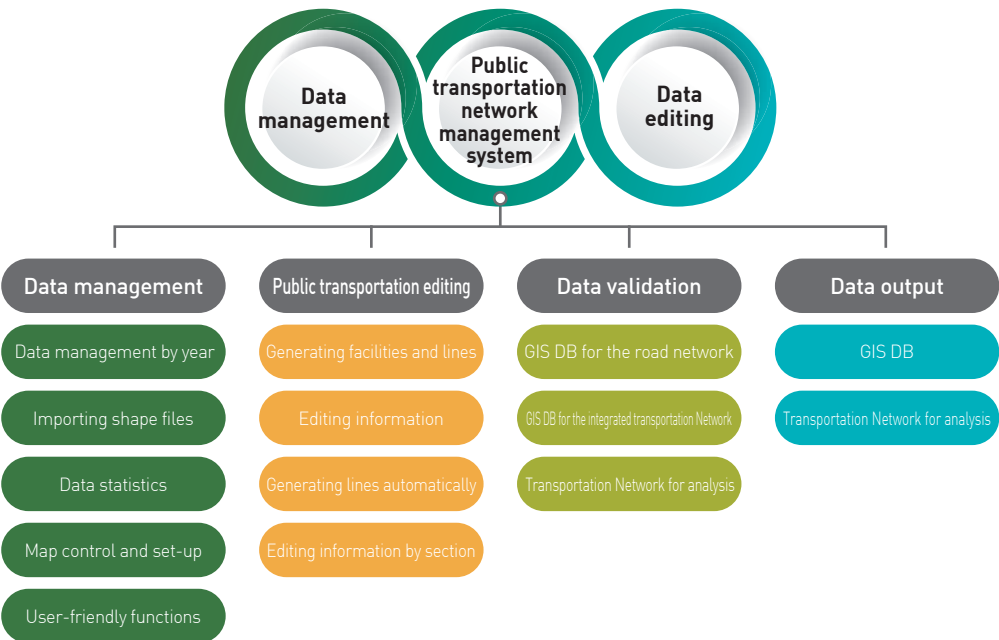 Data
management
Public
transportation
network
management
system
Data
editing
Data management
Data management by year
Importing shape files
Data statistics
Map control and set-up
User-friendly functions
Public transportation editing
Generating facilities and lines
Editing information
Generating lines automatically
Editing information by section
Data validation
GIS DB for the road network
GIS DB for the integrated transportation Network
Transportation Network for analysis
Data output
GIS DB
Transportation Network for analysis